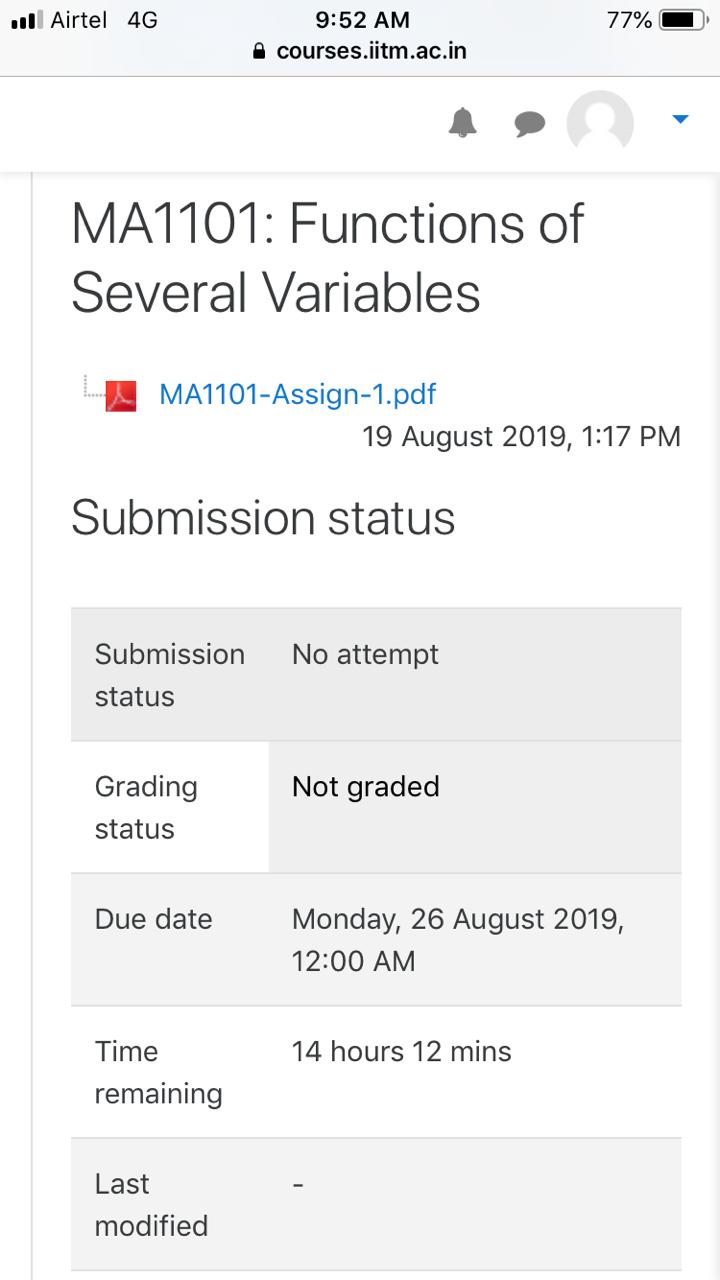 Airtel 4G 9:52 AM 77%
courses.iitm.ac.in
MA1101: Functions of
Several Variables
MA1101-Assign-1.pdf
19 August 2019, 1:17 PM
Submission status
Submission status No attempt
Grading status Not graded
Due date Monday, 26 August 2019,
12:00 AM
Time remaining 14 hours 12 mins
Last modified -